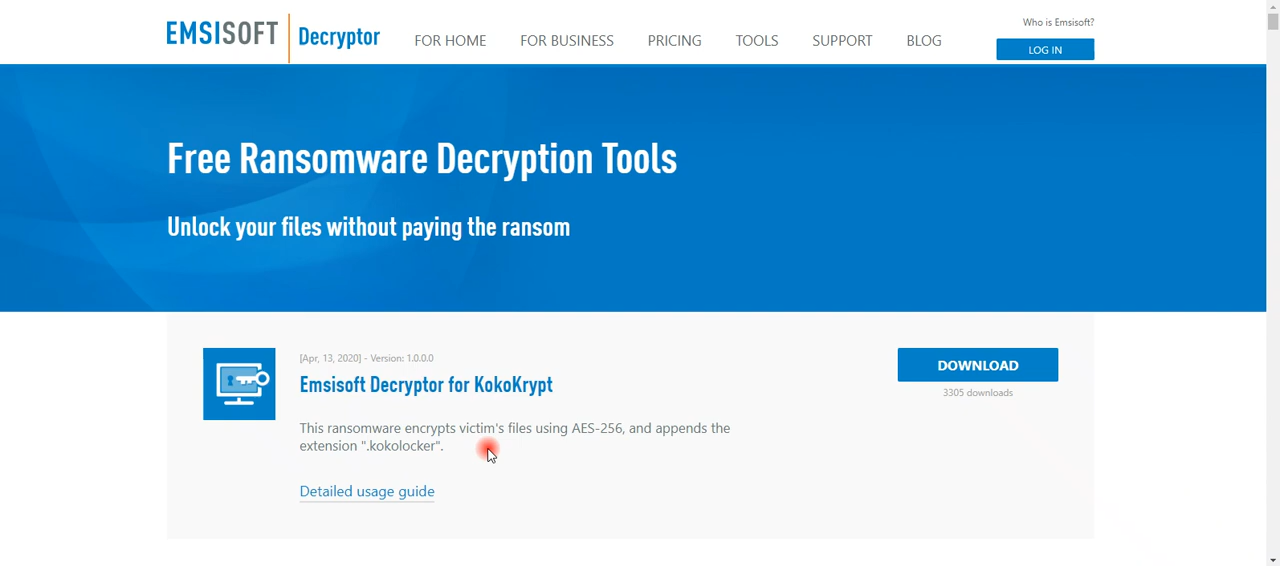 Who is Emsisoft?
EMSISOFT Decryptor FOR HOME FOR BUSINESS PRICING TOOLS SUPPORT BLOG
LOG IN
Free Ransomware Decryption Tools
Unlock your files without paying the ransom
[Apr, 13, 2020] - Version: 1.0.0.0
DOWNLOAD
Emsisoft Decryptor for KokoKrypt
3305 downloads
This ransomware encrypts victim's files using AES-256, and appends the
extension ".kokolocker".
Detailed usage guide